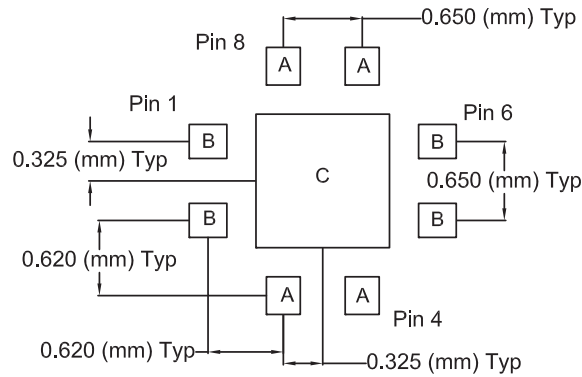 0.650 (mm) Typ
Pin 8
A A
Pin 1
Pin 6
B B
0.325 (mm) Typ
C
0.650 (mm) Typ
B B
0.620 (mm) Typ
A A
Pin 4
0.620 (mm) Typ
0.325 (mm) Typ